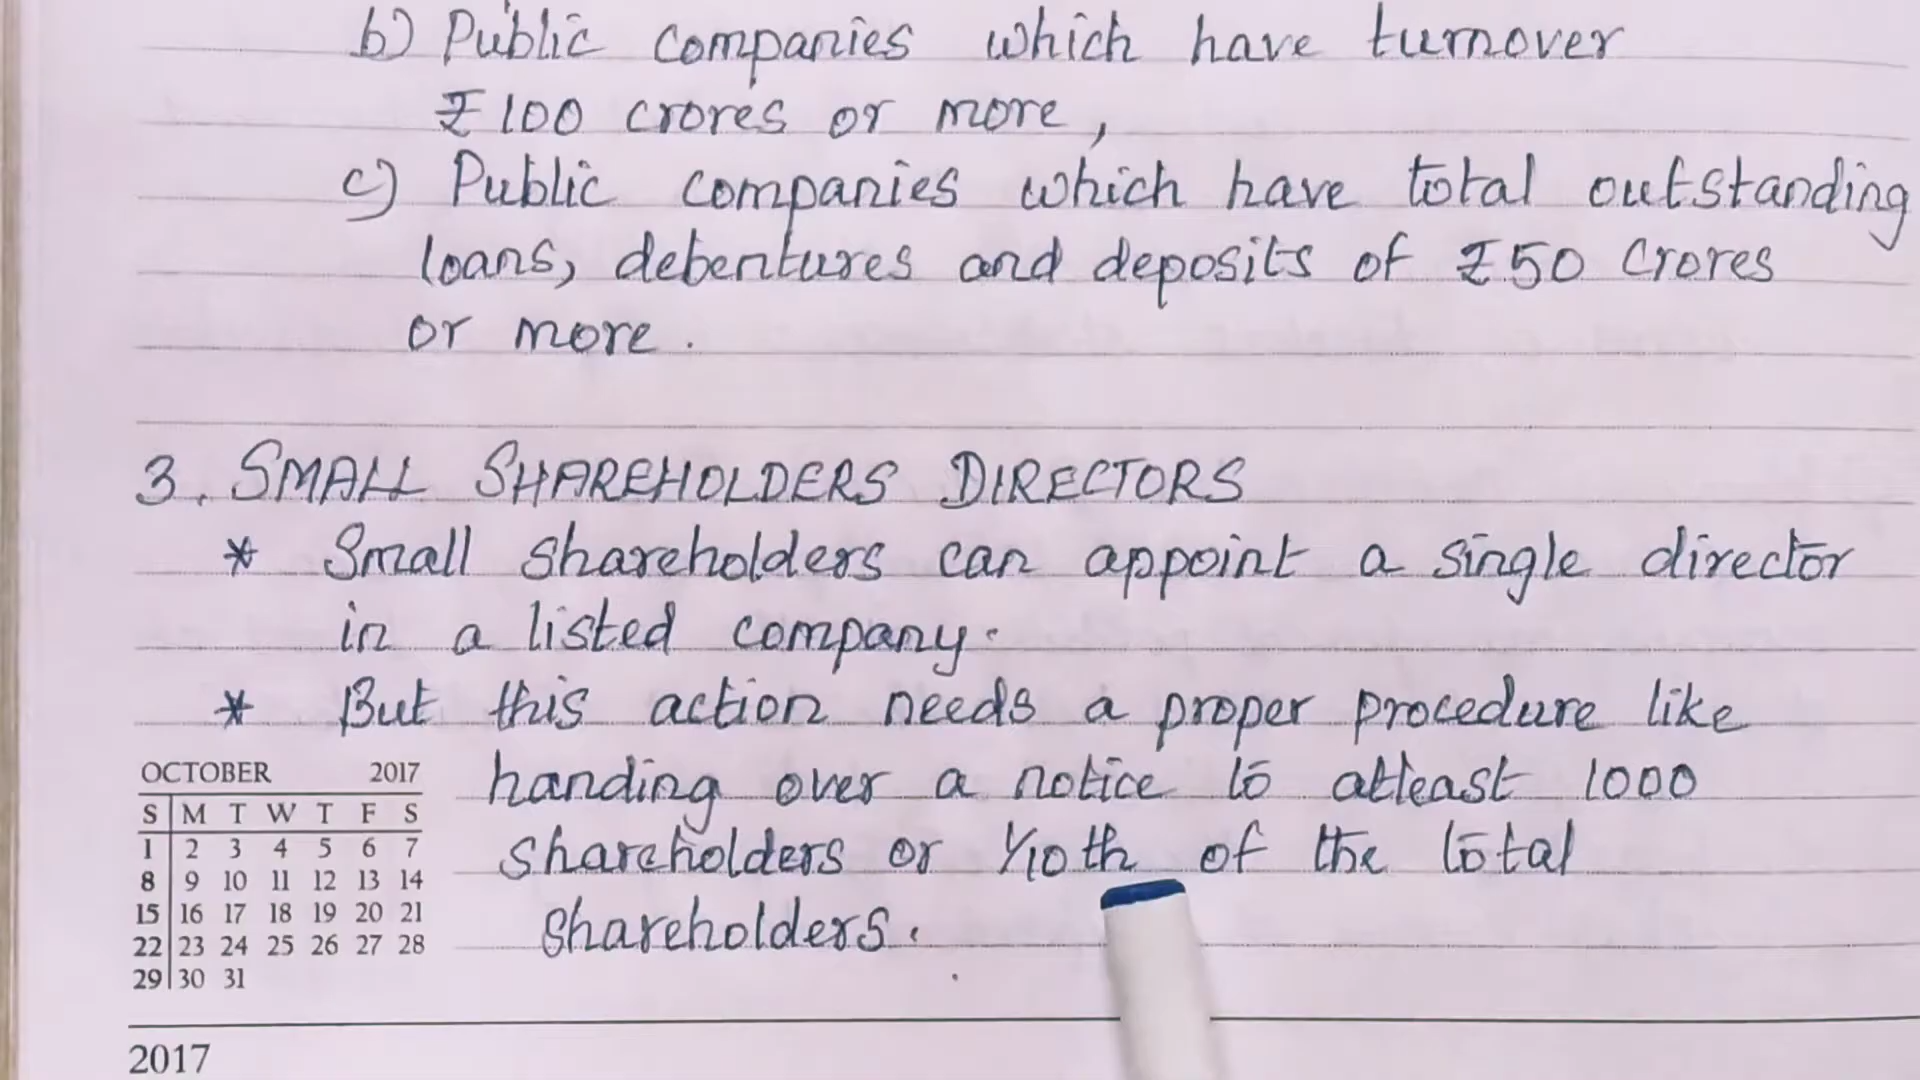 b) Public companies which have turnover
₹100 crores or more,
c) Public companies which have total outstanding
loans, debentures and deposits of ₹50 Crores
or more.
3. SMALL SHAREHOLDERS DIRECTORS
* Small shareholders can appoint a single director
in a listed company.
* But this action needs a proper procedure like
handing over a notice to atleast 1000
shareholders or 1/10th of the total
shareholders.
OCTOBER 2017
S M T W T F S
1 2 3 4 5 6 7
8 9 10 11 12 13 14
15 16 17 18 19 20 21
22 23 24 25 26 27 28
29 30 31
2017